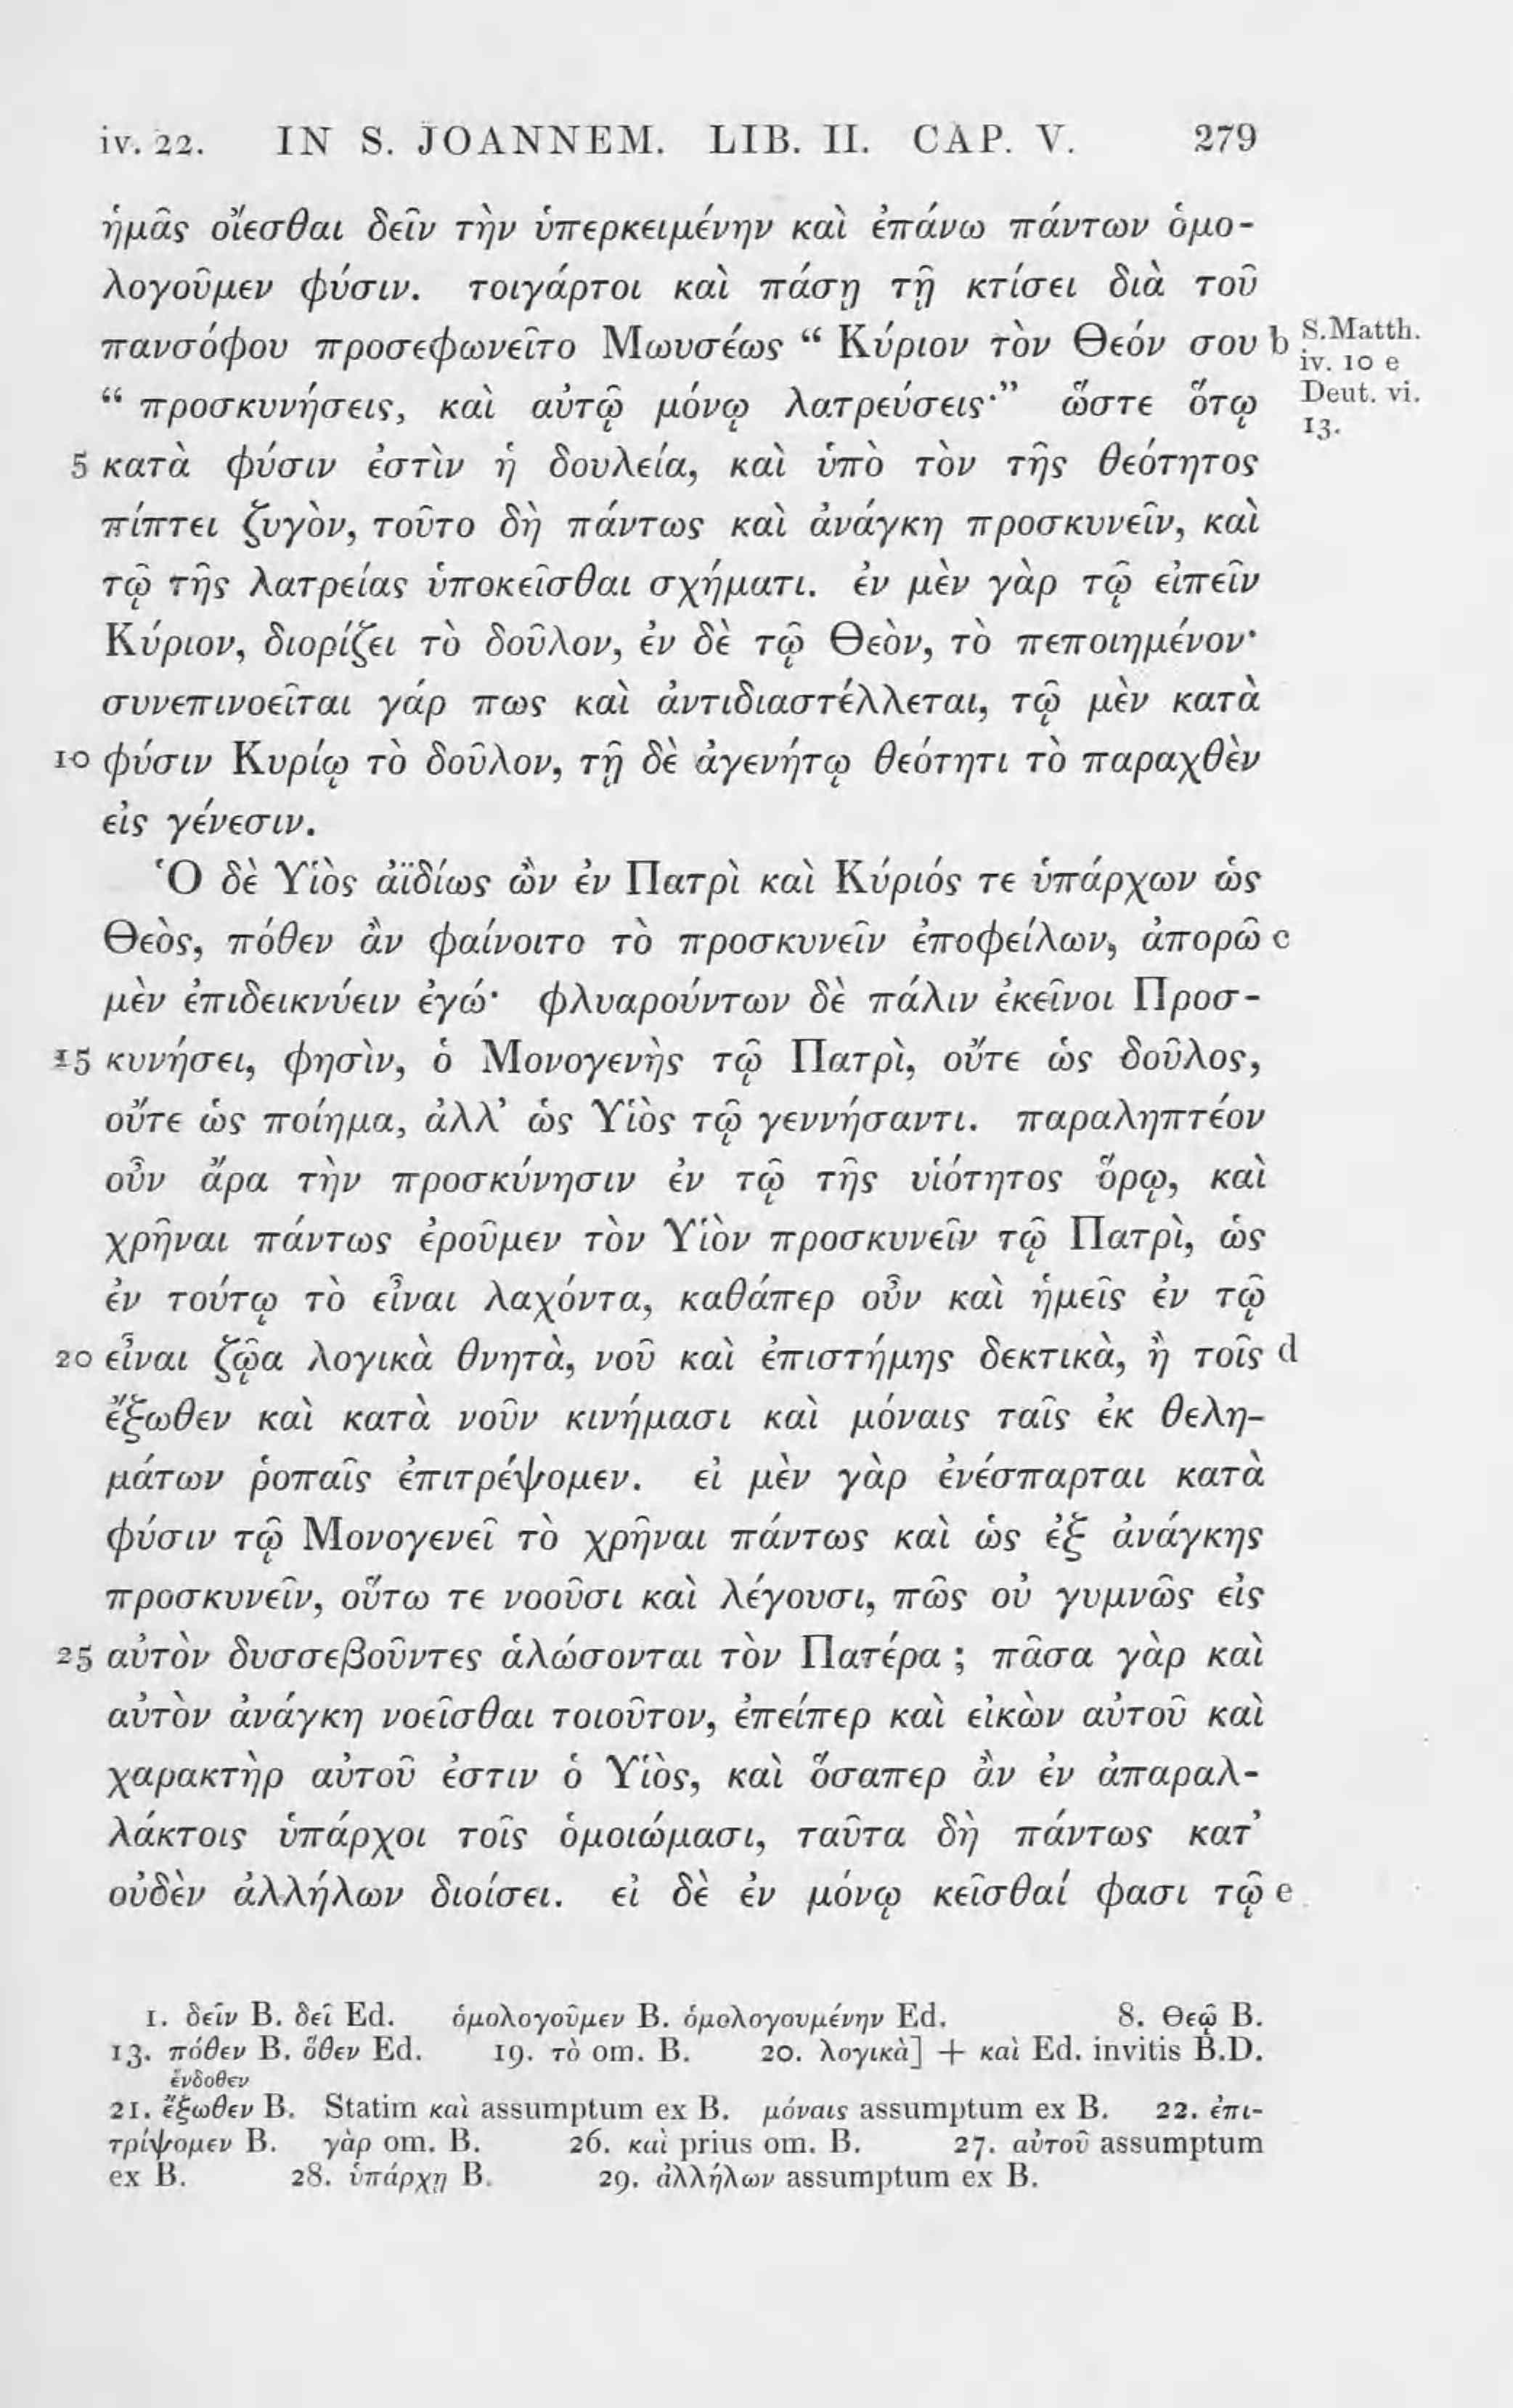 iv. 22. IN S. JOANNEM. LIB. II. CAP. V. 279
ἡμᾶς οἴεσθαι δεῖν τὴν ὑπερκειμένην καὶ ἐπάνω πάντων ὁμο-
λογοῦμεν φύσιν. τοιγάρτοι καὶ πάσῃ τῇ κτίσει διὰ τοῦ
πανσόφου προσεφωνεῖτο Μωυσέως “ Κύριον τὸν Θεόν σου b S.Matth. iv. 10 e
“ προσκυνήσεις, καὶ αὐτῷ μόνῳ λατρεύσεις·” ὥστε ὅτῳ Deut. vi. 13.
5 κατὰ φύσιν ἐστὶν ἡ δουλεία, καὶ ὑπὸ τὸν τῆς θεότητος
πίπτει ζυγὸν, τοῦτο δὴ πάντως καὶ ἀνάγκη προσκυνεῖν, καὶ
τῷ τῆς λατρείας ὑποκεῖσθαι σχήματι. ἐν μὲν γὰρ τῷ εἰπεῖν
Κύριον, διορίζει τὸ δοῦλον, ἐν δὲ τῷ Θεὸν, τὸ πεποιημένον·
συνεπινοεῖται γάρ πως καὶ ἀντιδιαστέλλεται, τῷ μὲν κατὰ
10 φύσιν Κυρίῳ τὸ δοῦλον, τῇ δὲ ἀγενήτῳ θεότητι τὸ παραχθὲν
εἰς γένεσιν.
Ὁ δὲ Υἱὸς ἀϊδίως ὢν ἐν Πατρὶ καὶ Κύριός τε ὑπάρχων ὡς
Θεὸς, πόθεν ἂν φαίνοιτο τὸ προσκυνεῖν ἐποφείλων, ἀπορῶ c
μὲν ἐπιδεικνύειν ἐγώ· φλυαρούντων δὲ πάλιν ἐκεῖνοι Προσ-
15 κυνήσει, φησὶν, ὁ Μονογενὴς τῷ Πατρὶ, οὔτε ὡς δοῦλος,
οὔτε ὡς ποίημα, ἀλλ’ ὡς Υἱὸς τῷ γεννήσαντι. παραληπτέον
οὖν ἄρα τὴν προσκύνησιν ἐν τῷ τῆς υἱότητος ὅρῳ, καὶ
χρῆναι πάντως ἐροῦμεν τὸν Υἱὸν προσκυνεῖν τῷ Πατρὶ, ὡς
ἐν τούτῳ τὸ εἶναι λαχόντα, καθάπερ οὖν καὶ ἡμεῖς ἐν τῷ
20 εἶναι ζῷα λογικὰ θνητὰ, νοῦ καὶ ἐπιστήμης δεκτικὰ, ἢ τοῖς d
ἔξωθεν καὶ κατὰ νοῦν κινήμασι καὶ μόναις ταῖς ἐκ θελη-
μάτων ῥοπαῖς ἐπιτρέψομεν. εἰ μὲν γὰρ ἐνέσπαρται κατὰ
φύσιν τῷ Μονογενεῖ τὸ χρῆναι πάντως καὶ ὡς ἐξ ἀνάγκης
προσκυνεῖν, οὕτω τε νοοῦσι καὶ λέγουσι, πῶς οὐ γυμνῶς εἰς
25 αὐτὸν δυσσεβοῦντες ἁλώσονται τὸν Πατέρα ; πᾶσα γὰρ καὶ
αὐτὸν ἀνάγκη νοεῖσθαι τοιοῦτον, ἐπείπερ καὶ εἰκὼν αὐτοῦ καὶ
χαρακτὴρ αὐτοῦ ἐστιν ὁ Υἱὸς, καὶ ὅσαπερ ἂν ἐν ἀπαραλ-
λάκτοις ὑπάρχοι τοῖς ὁμοιώμασι, ταῦτα δὴ πάντως κατ’
οὐδὲν ἀλλήλων διοίσει. εἰ δὲ ἐν μόνῳ κεῖσθαί φασι τῷ e
1. δεῖν B. δεῖ Ed. ὁμολογοῦμεν B. ὁμολογουμένην Ed. 8. Θεῷ B.
13. πόθεν B. ὅθεν Ed. 19. τὸ om. B. 20. λογικὰ] + καὶ Ed. invitis B.D.
ἔνδοθεν
21. ἔξωθεν B. Statim καὶ assumptum ex B. μόναις assumptum ex B. 22. ἐπι-
τρίψομεν B. γὰρ om. B. 26. καὶ prius om. B. 27. αὐτοῦ assumptum
ex B. 28. ὑπάρχῃ B. 29. ἀλλήλων assumptum ex B.